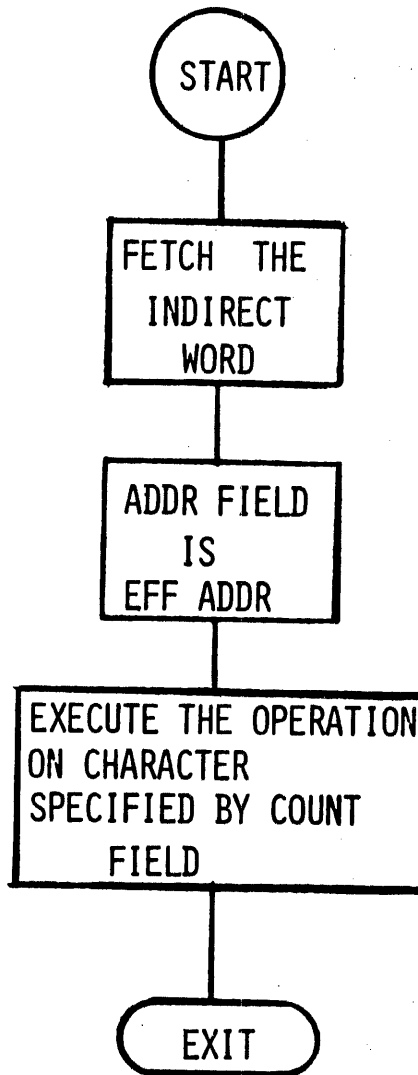 START
FETCH THE
INDIRECT
WORD
ADDR FIELD
IS
EFF ADDR
EXECUTE THE OPERATION
ON CHARACTER
SPECIFIED BY COUNT
FIELD
EXIT